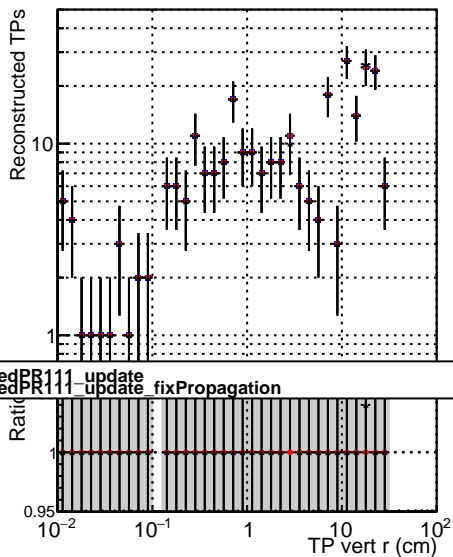 Reconstructed TPs
10
1
edPR111_update
edPR111_update_fixPropagation
Ratio
1
0.95
10⁻² 10⁻¹ 1 10 10²
TP vert r (cm)